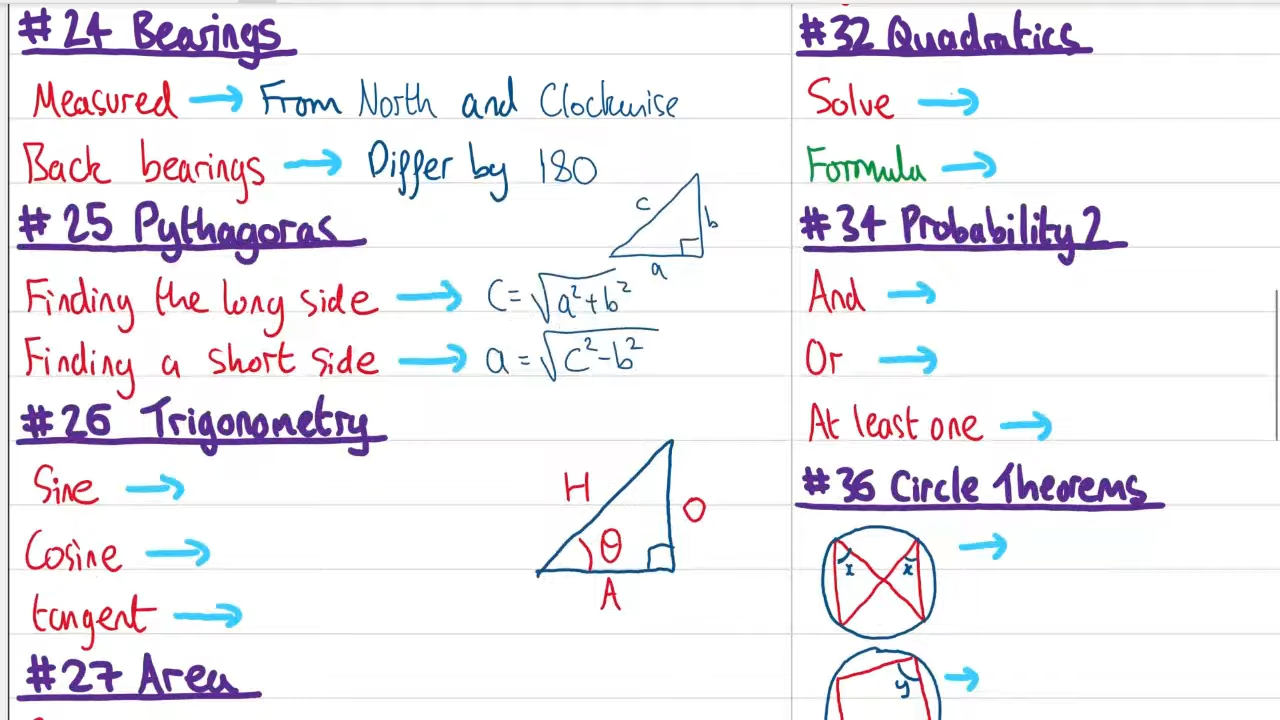 #24 Bearings
Measured → From North and Clockwise
Back bearings → Differ by 180
#25 Pythagoras
c
b
a
Finding the long side → C = √a²+b²
Finding a short side → a = √c²-b²
#26 Trigonometry
Sine →
H
O
θ
Cosine →
A
tangent →
#27 Area
#32 Quadratics
Solve →
Formula →
#34 Probability 2
And →
Or →
At least one →
#36 Circle Theorems
x x →
y →